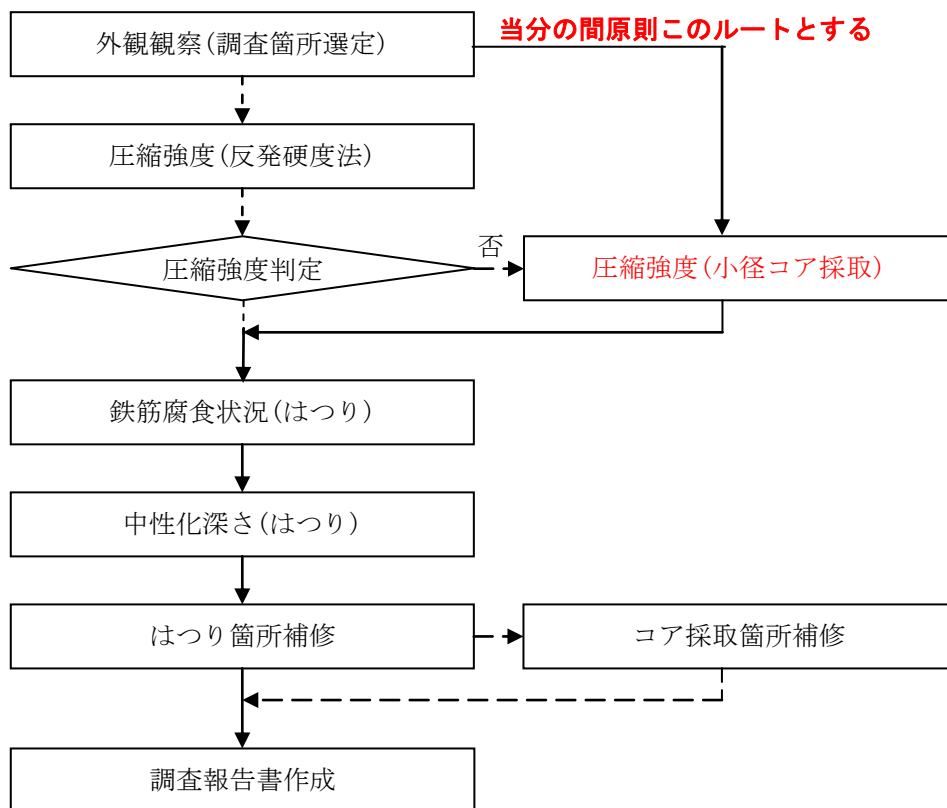 外観観察(調査箇所選定)
当分の間原則このルートとする
圧縮強度(反発硬度法)
圧縮強度判定
否
圧縮強度(小径コア採取)
鉄筋腐食状況(はつり)
中性化深さ(はつり)
はつり箇所補修
コア採取箇所補修
調査報告書作成